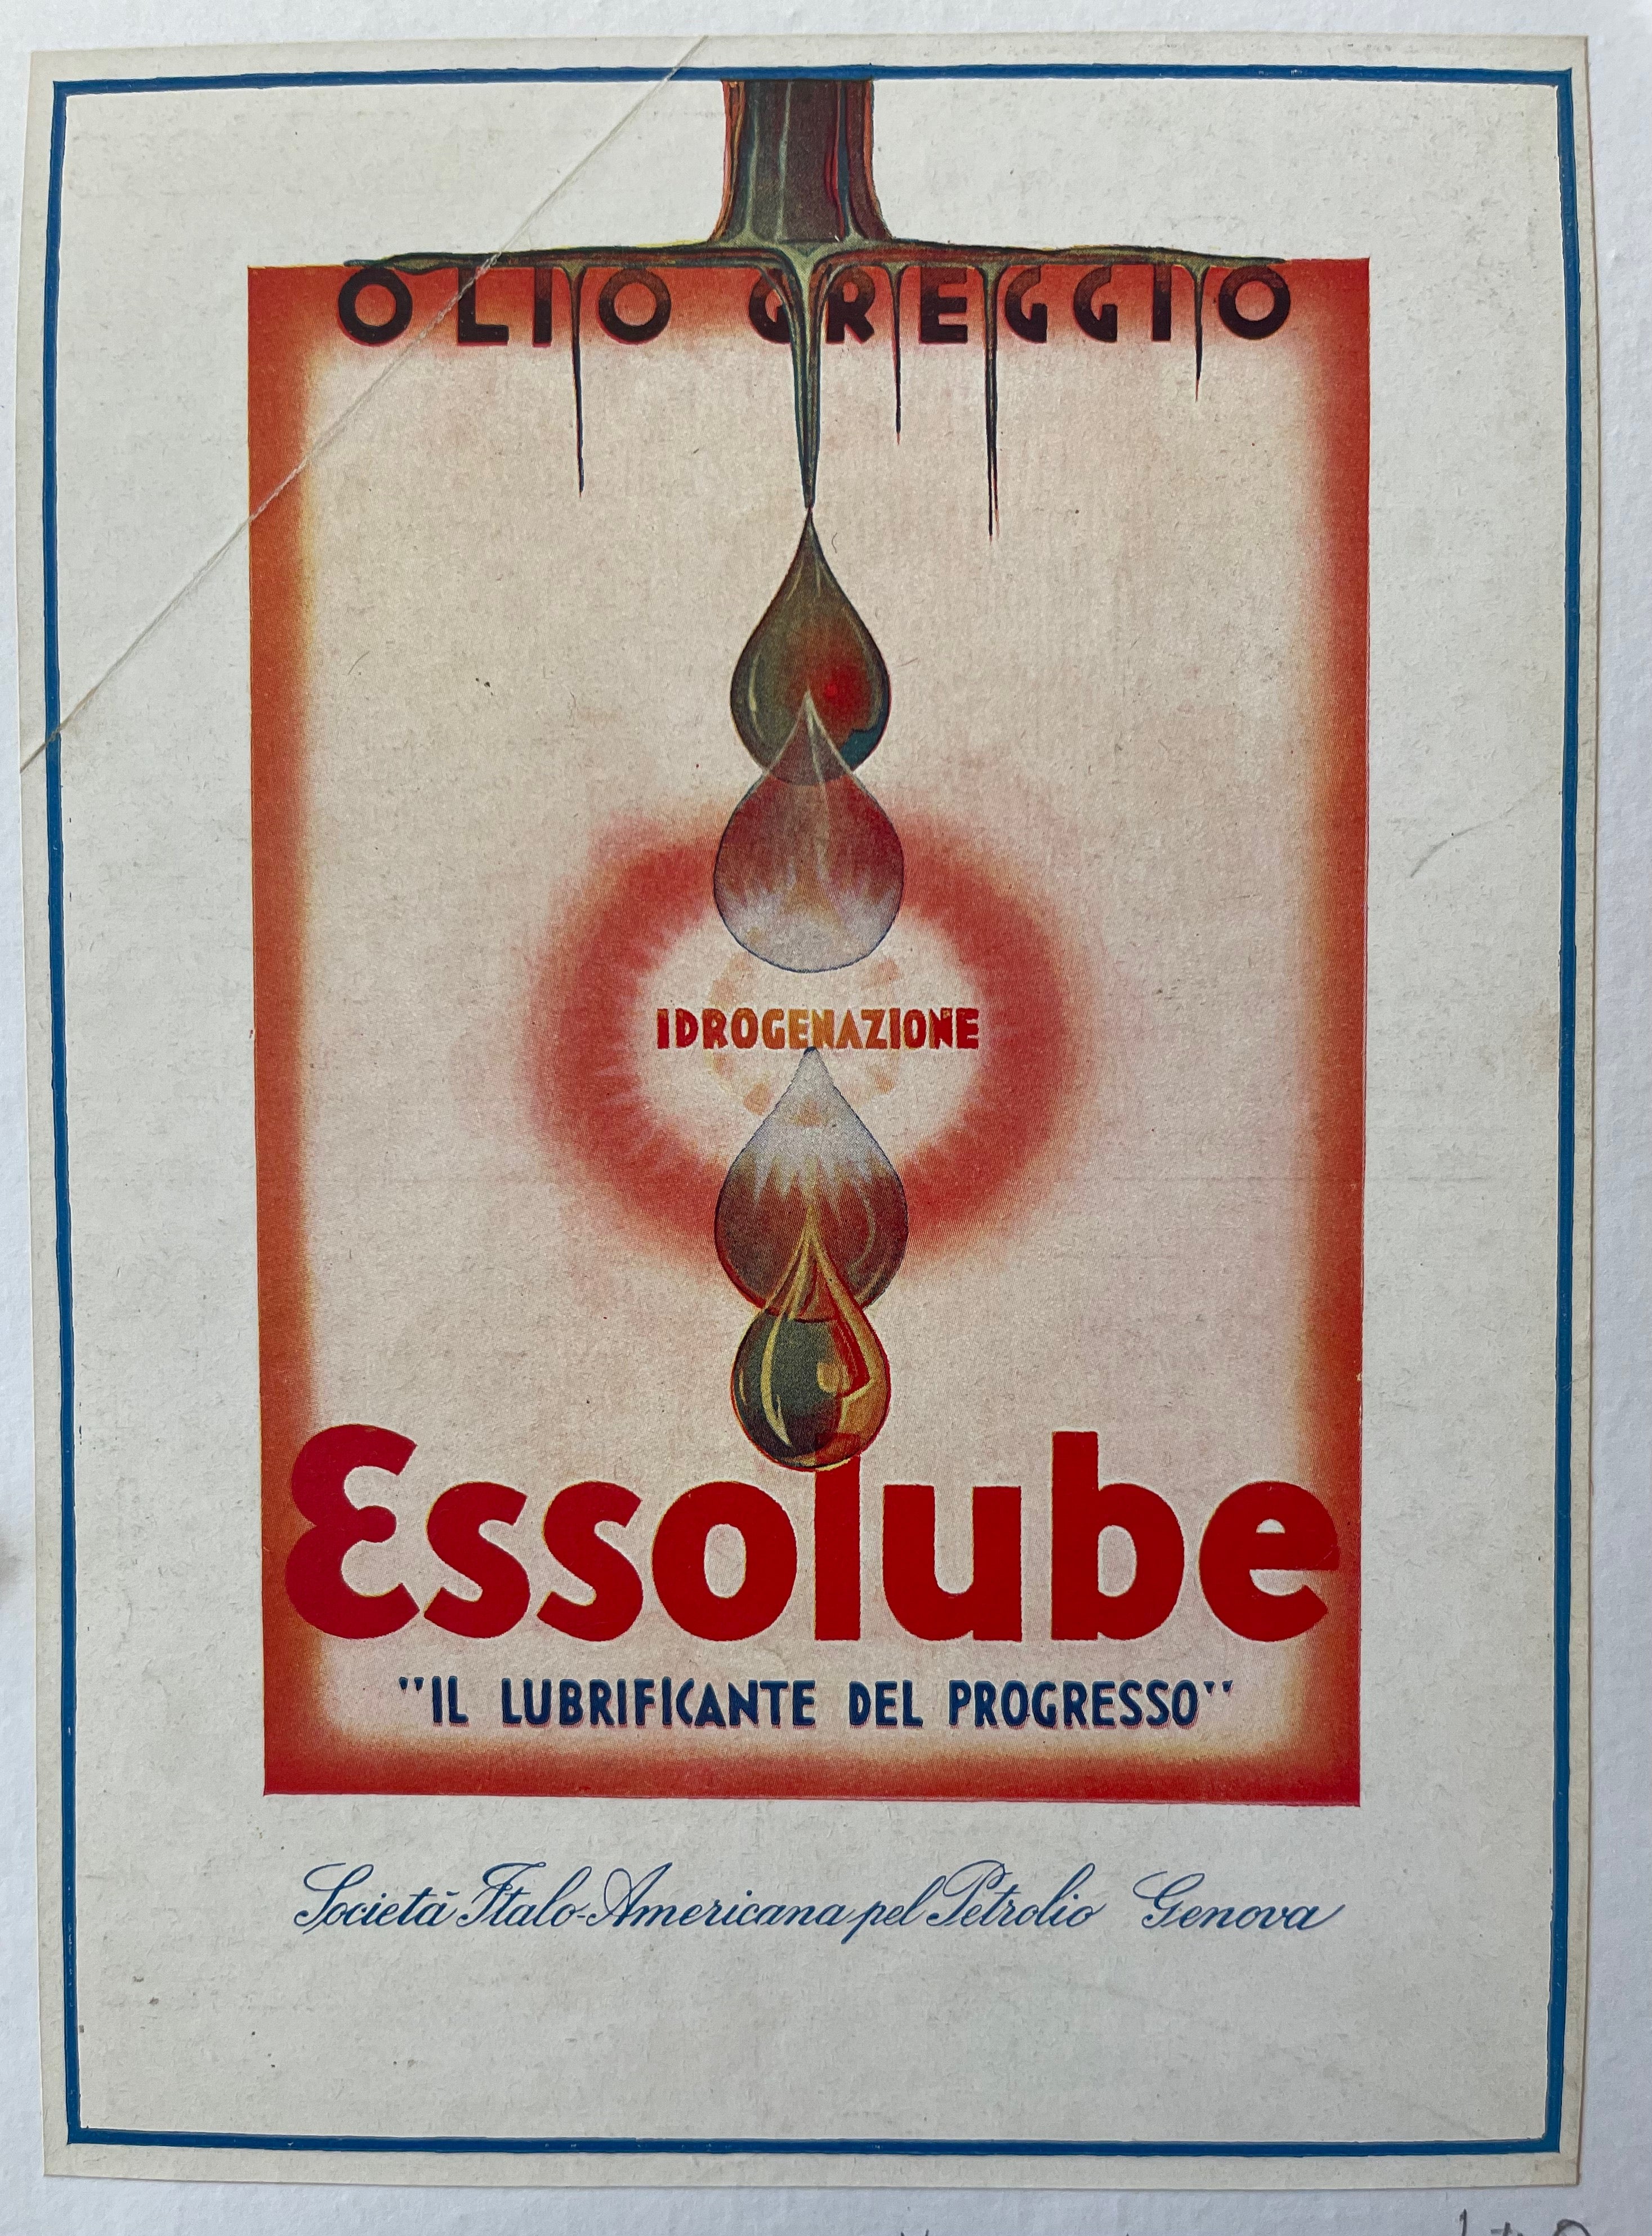 OLIO GREGGIO
IDROGENAZIONE
Essolube
"IL LUBRIFICANTE DEL PROGRESSO"
Società Italo-Americana pel Petrolio Genova